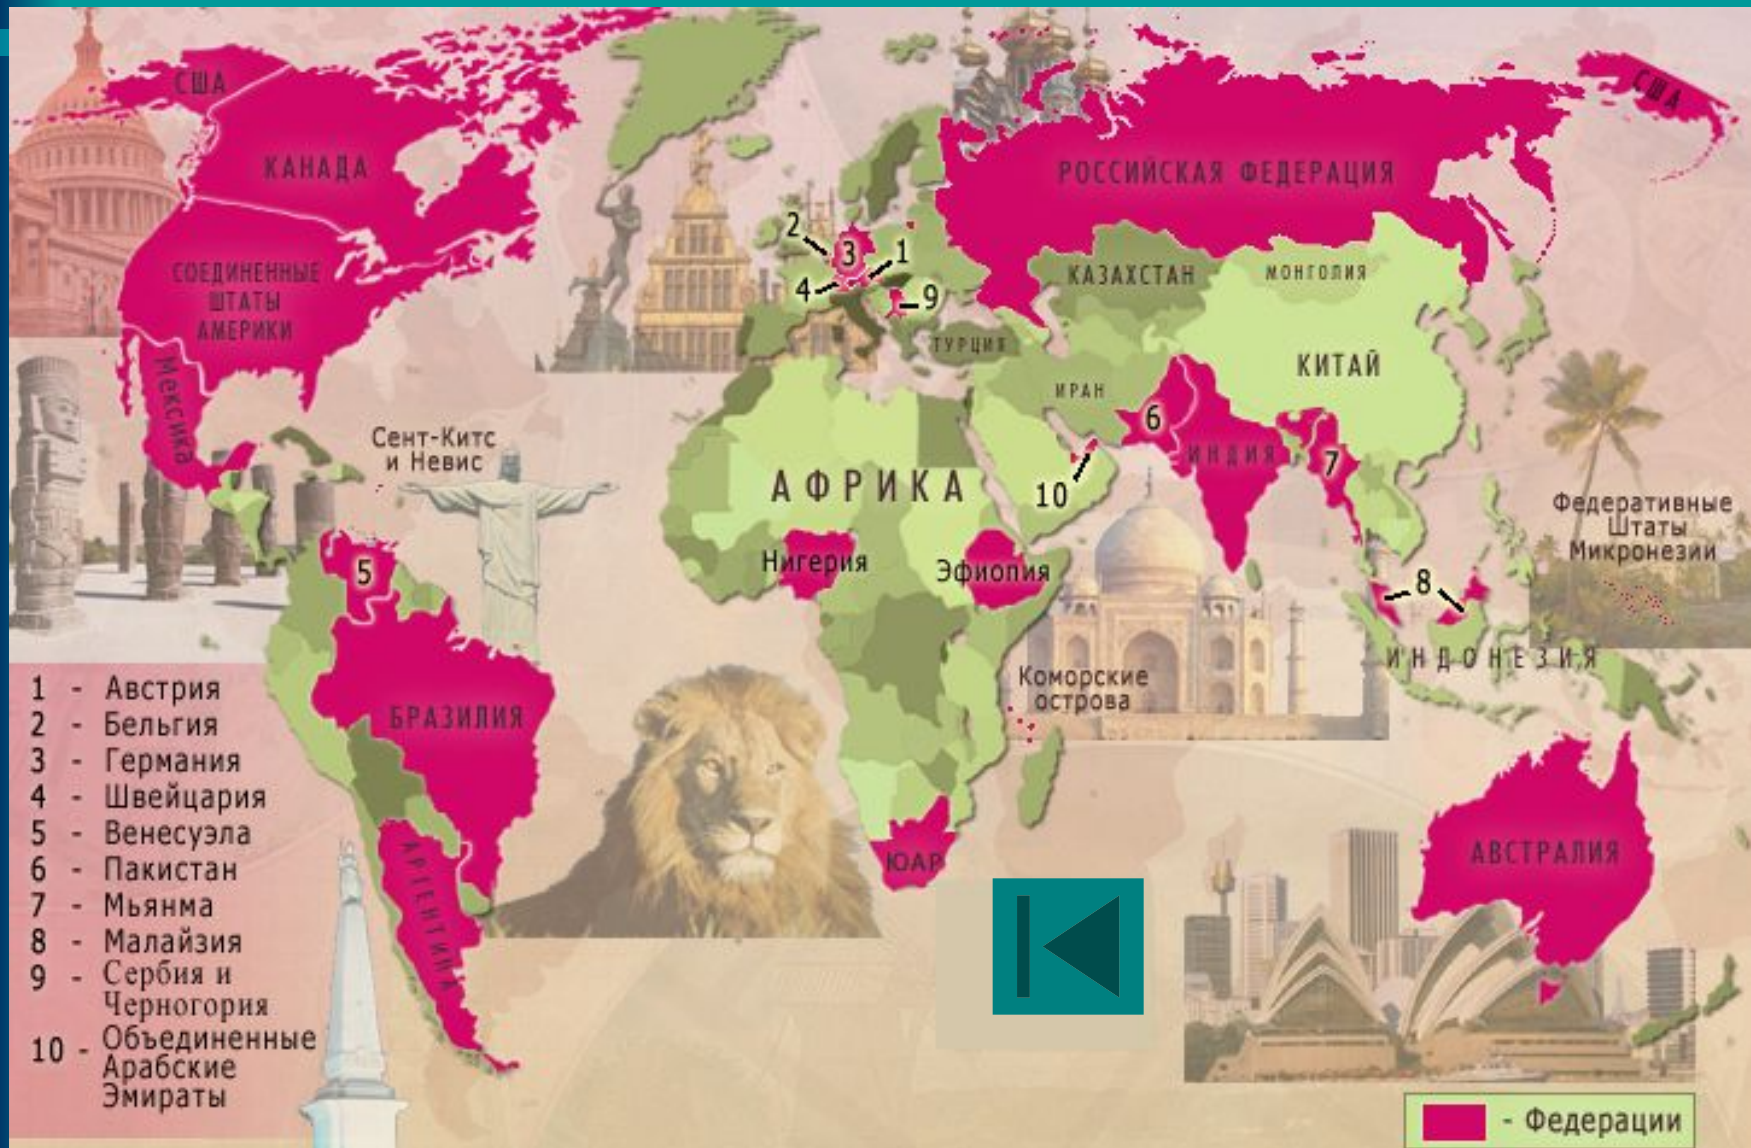 США
США
КАНАДА
РОССИЙСКАЯ ФЕДЕРАЦИЯ
СОЕДИНЕННЫЕ
ШТАТЫ
АМЕРИКИ
2
3
1
4
9
КАЗАХСТАН
МОНГОЛИЯ
ТУРЦИЯ
КИТАЙ
ИРАН
Мексика
6
ИНДИЯ
7
Сент-Китс
и Невис
АФРИКА
10
Федеративные
Штаты
Микронезии
5
Нигерия
Эфиопия
8
ИНДОНЕЗИЯ
Коморские
острова
БРАЗИЛИЯ
АРГЕНТИНА
ЮАР
АВСТРАЛИЯ
1 - Австрия
2 - Бельгия
3 - Германия
4 - Швейцария
5 - Венесуэла
6 - Пакистан
7 - Мьянма
8 - Малайзия
9 - Сербия и
Черногория
10 - Объединенные
Арабские
Эмираты
- Федерации